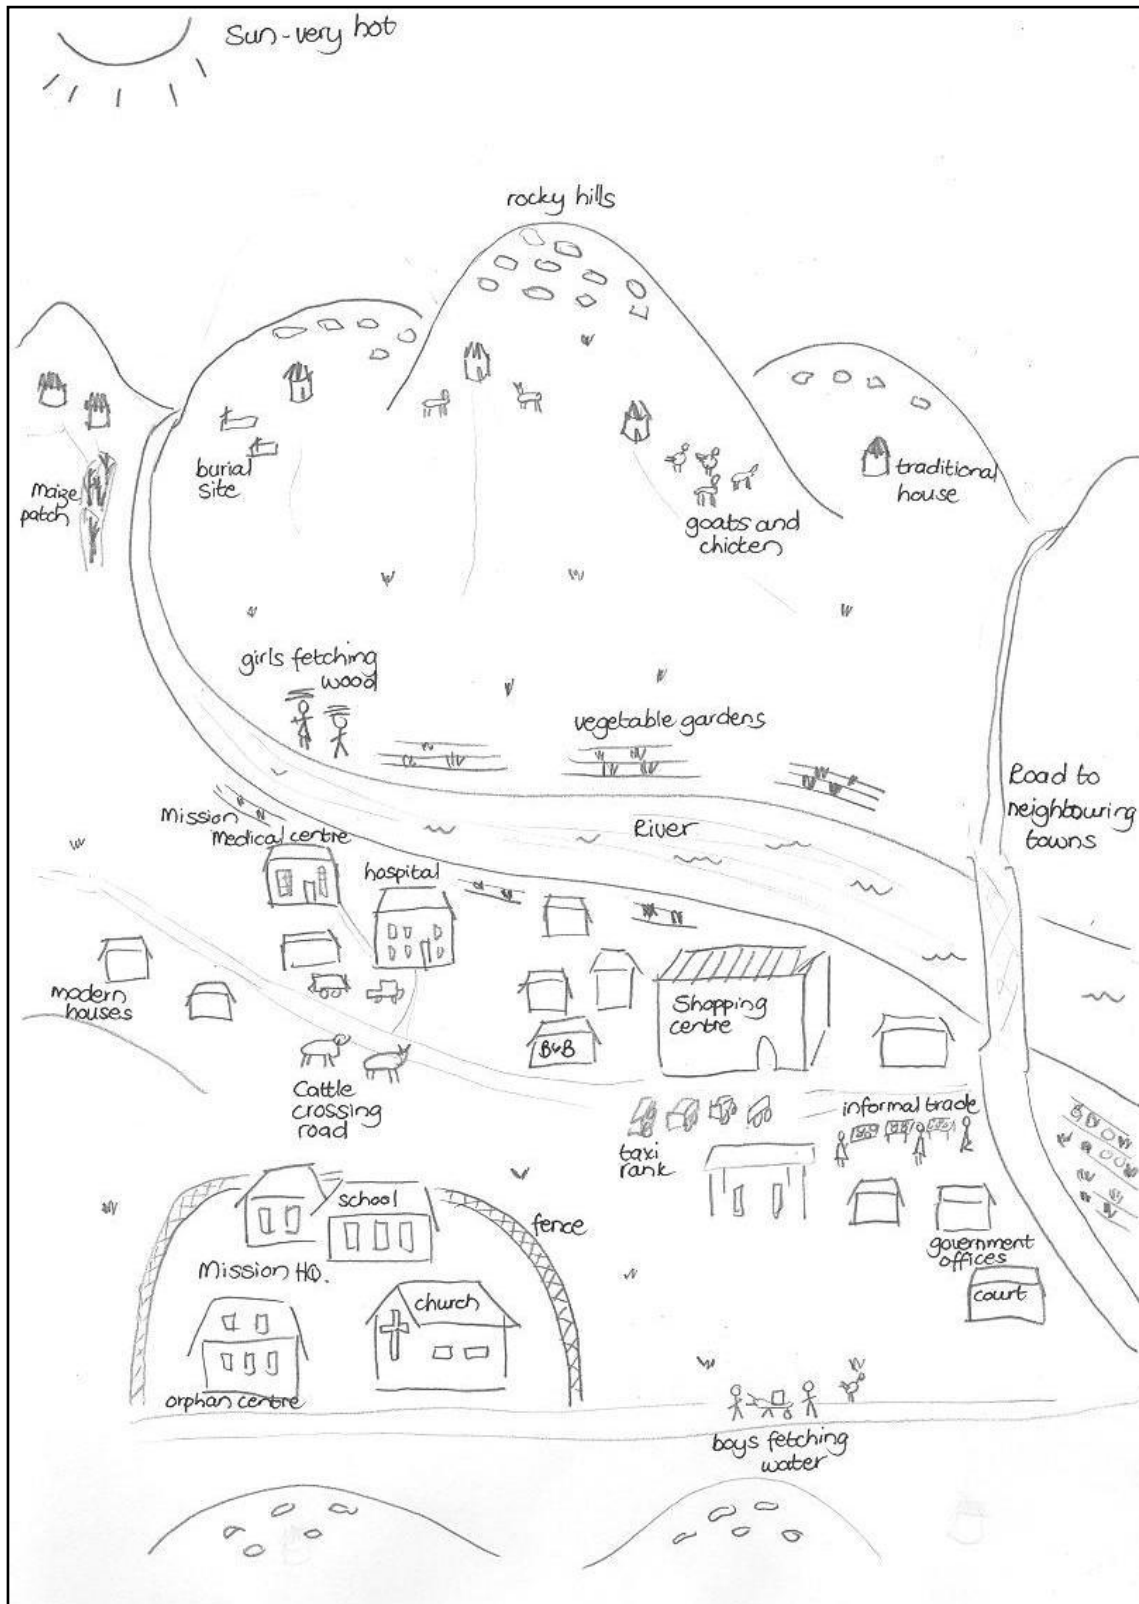 Sun-very hot
rocky hills
burial
site
maize
patch
traditional
house
goats and
chicken
girls fetching
wood
vegetable gardens
Road to
neighbouring
towns
River
Mission
Medical centre
hospital
modern
houses
Shopping
centre
B&B
Cattle
crossing
road
informal trade
taxi
rank
school
fence
Mission HQ.
government
offices
court
church
orphan centre
boys fetching
water